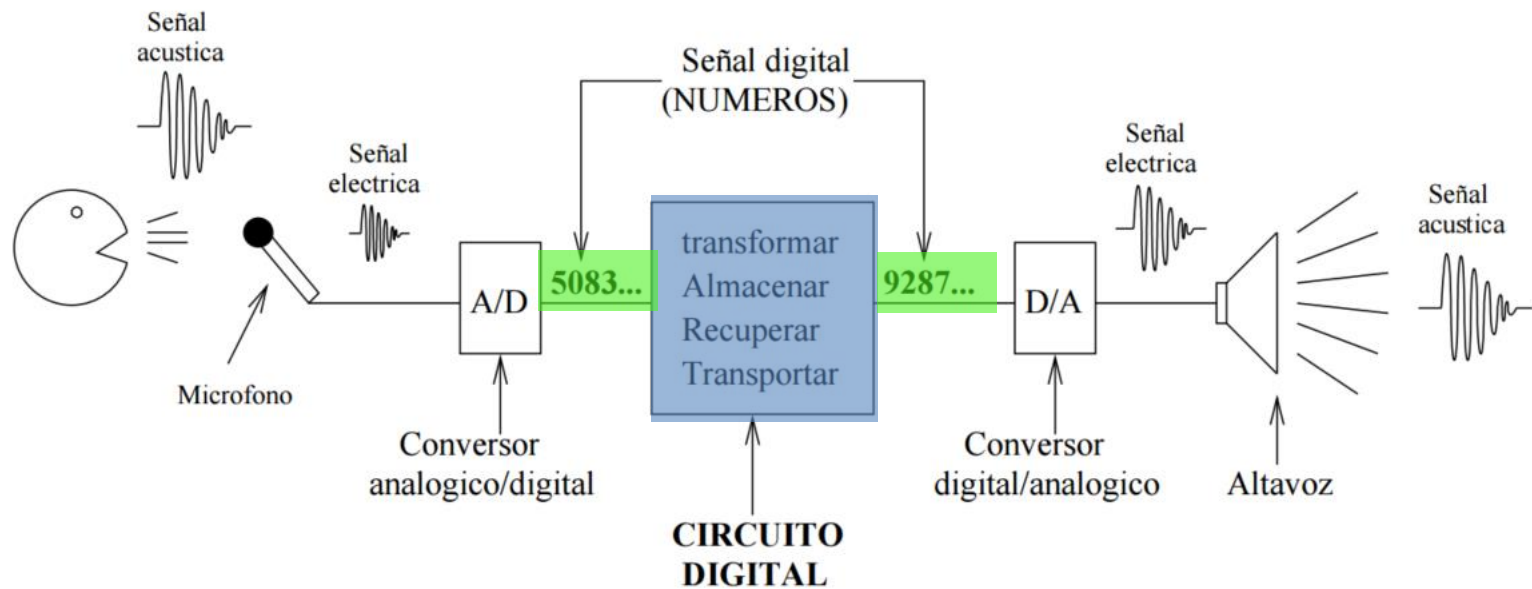 Señal
acustica
Señal
electrica
Señal digital
(NUMEROS)
Señal
electrica
Señal
acustica
A/D
5083...
transformar
Almacenar
Recuperar
Transportar
9287...
D/A
Microfono
Conversor
analogico/digital
Conversor
digital/analogico
Altavoz
CIRCUITO
DIGITAL